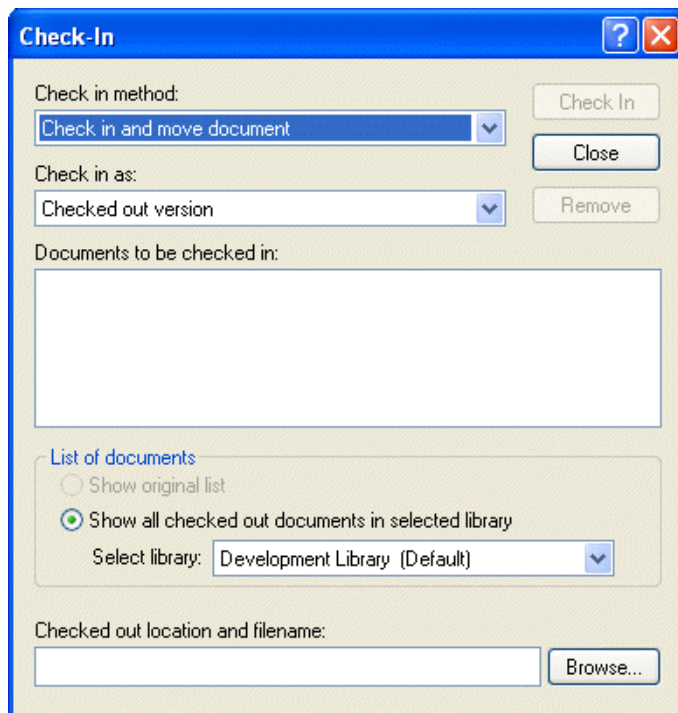 Check-In
?
Check in method:
Check In
Check in and move document
Close
Check in as:
Checked out version
Remove
Documents to be checked in:
List of documents
Show original list
Show all checked out documents in selected library
Select library: Development Library (Default)
Checked out location and filename:
Browse...